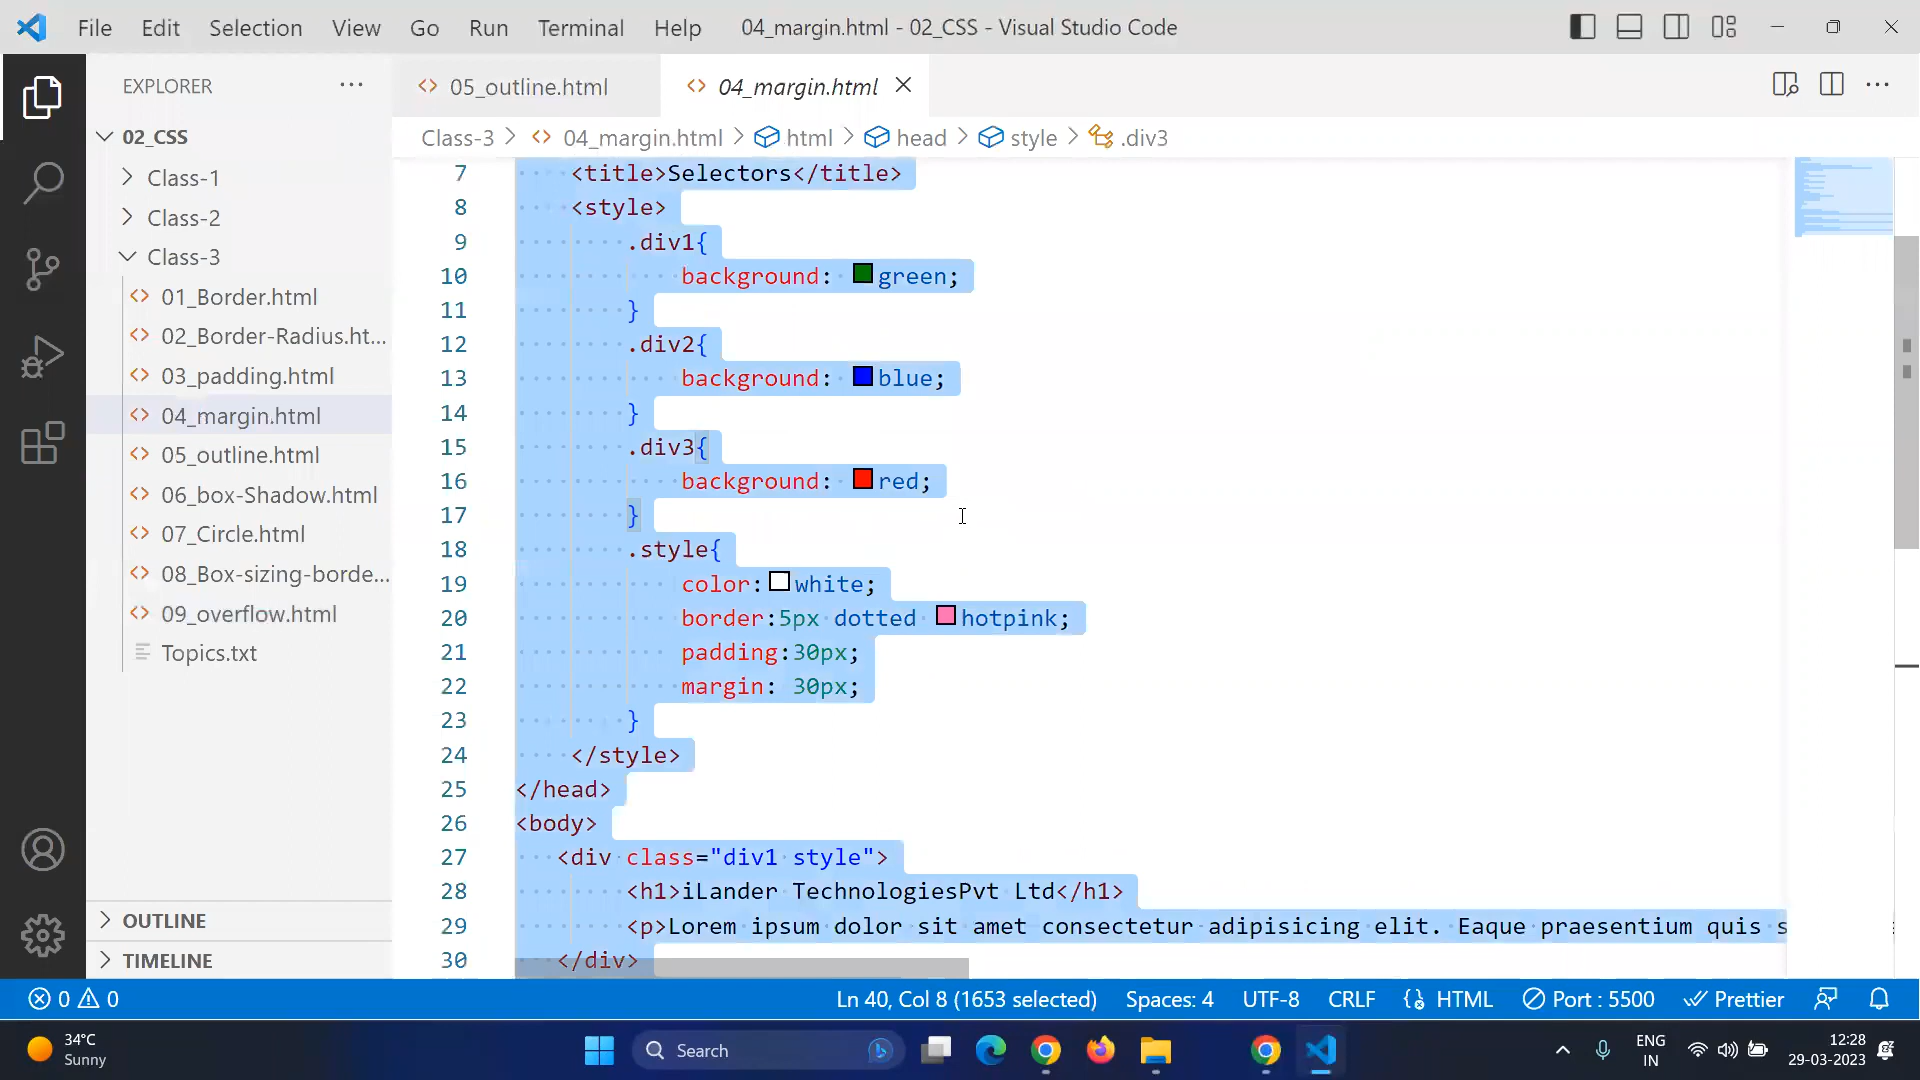 File Edit Selection View Go Run Terminal Help 04_margin.html - 02_CSS - Visual Studio Code
EXPLORER ...
05_outline.html
04_margin.html
Class-3 > 04_margin.html > html > head > style > .div3
02_CSS
Class-1
Class-2
Class-3
01_Border.html
02_Border-Radius.ht...
03_padding.html
04_margin.html
05_outline.html
06_box-Shadow.html
07_Circle.html
08_Box-sizing-borde...
09_overflow.html
Topics.txt
OUTLINE
TIMELINE
7 <title>Selectors</title>
8 <style>
9 .div1{
10 background: green;
11 }
12 .div2{
13 background: blue;
14 }
15 .div3{
16 background: red;
17 }
18 .style{
19 color: white;
20 border:5px dotted hotpink;
21 padding:30px;
22 margin: 30px;
23 }
24 </style>
25 </head>
26 <body>
27 <div class="div1 style">
28 <h1>iLander TechnologiesPvt Ltd</h1>
29 <p>Lorem ipsum dolor sit amet consectetur adipisicing elit. Eaque praesentium quis s
30 </div>
0 0 Ln 40, Col 8 (1653 selected) Spaces: 4 UTF-8 CRLF HTML Port : 5500 Prettier
34°C
Sunny
Search
ENG
IN
12:28
29-03-2023